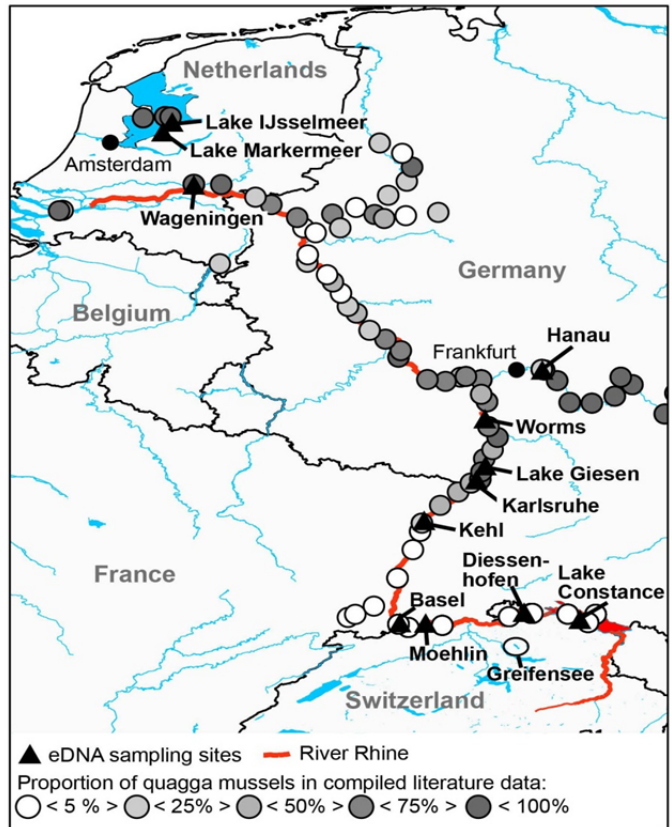 Netherlands
Lake IJsselmeer
Amsterdam
Lake Markermeer
Wageningen
Germany
Belgium
Frankfurt
Hanau
Worms
Lake Giesen
Karlsruhe
Kehl
France
Diessen-
hofen
Lake
Constance
Basel
Moehlin
Greifensee
Switzerland
eDNA sampling sites
River Rhine
Proportion of quagga mussels in compiled literature data:
< 5 % > < 25% > < 50% > < 75% > < 100%